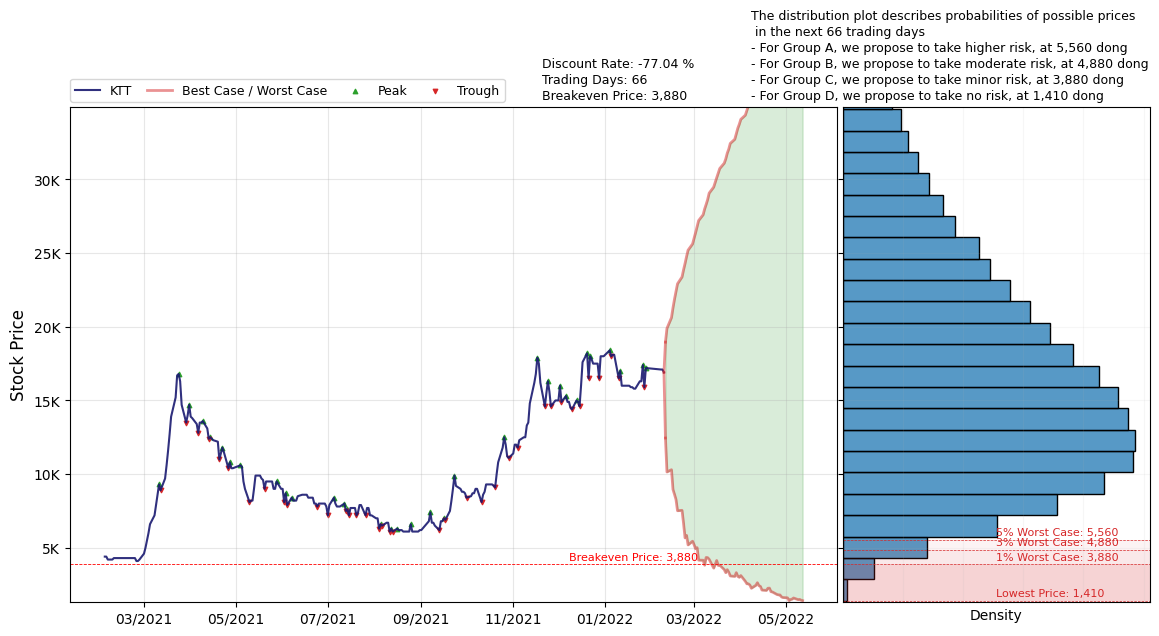 The distribution plot describes probabilities of possible prices
in the next 66 trading days
- For Group A, we propose to take higher risk, at 5,560 dong
- For Group B, we propose to take moderate risk, at 4,880 dong
- For Group C, we propose to take minor risk, at 3,880 dong
- For Group D, we propose to take no risk, at 1,410 dong
Discount Rate: -77.04 %
Trading Days: 66
Breakeven Price: 3,880
KTT Best Case / Worst Case Peak Trough
Stock Price
30K
25K
20K
15K
10K
5K
Breakeven Price: 3,880
5% Worst Case: 5,560
3% Worst Case: 4,880
1% Worst Case: 3,880
Lowest Price: 1,410
03/2021 05/2021 07/2021 09/2021 11/2021 01/2022 03/2022 05/2022
Density